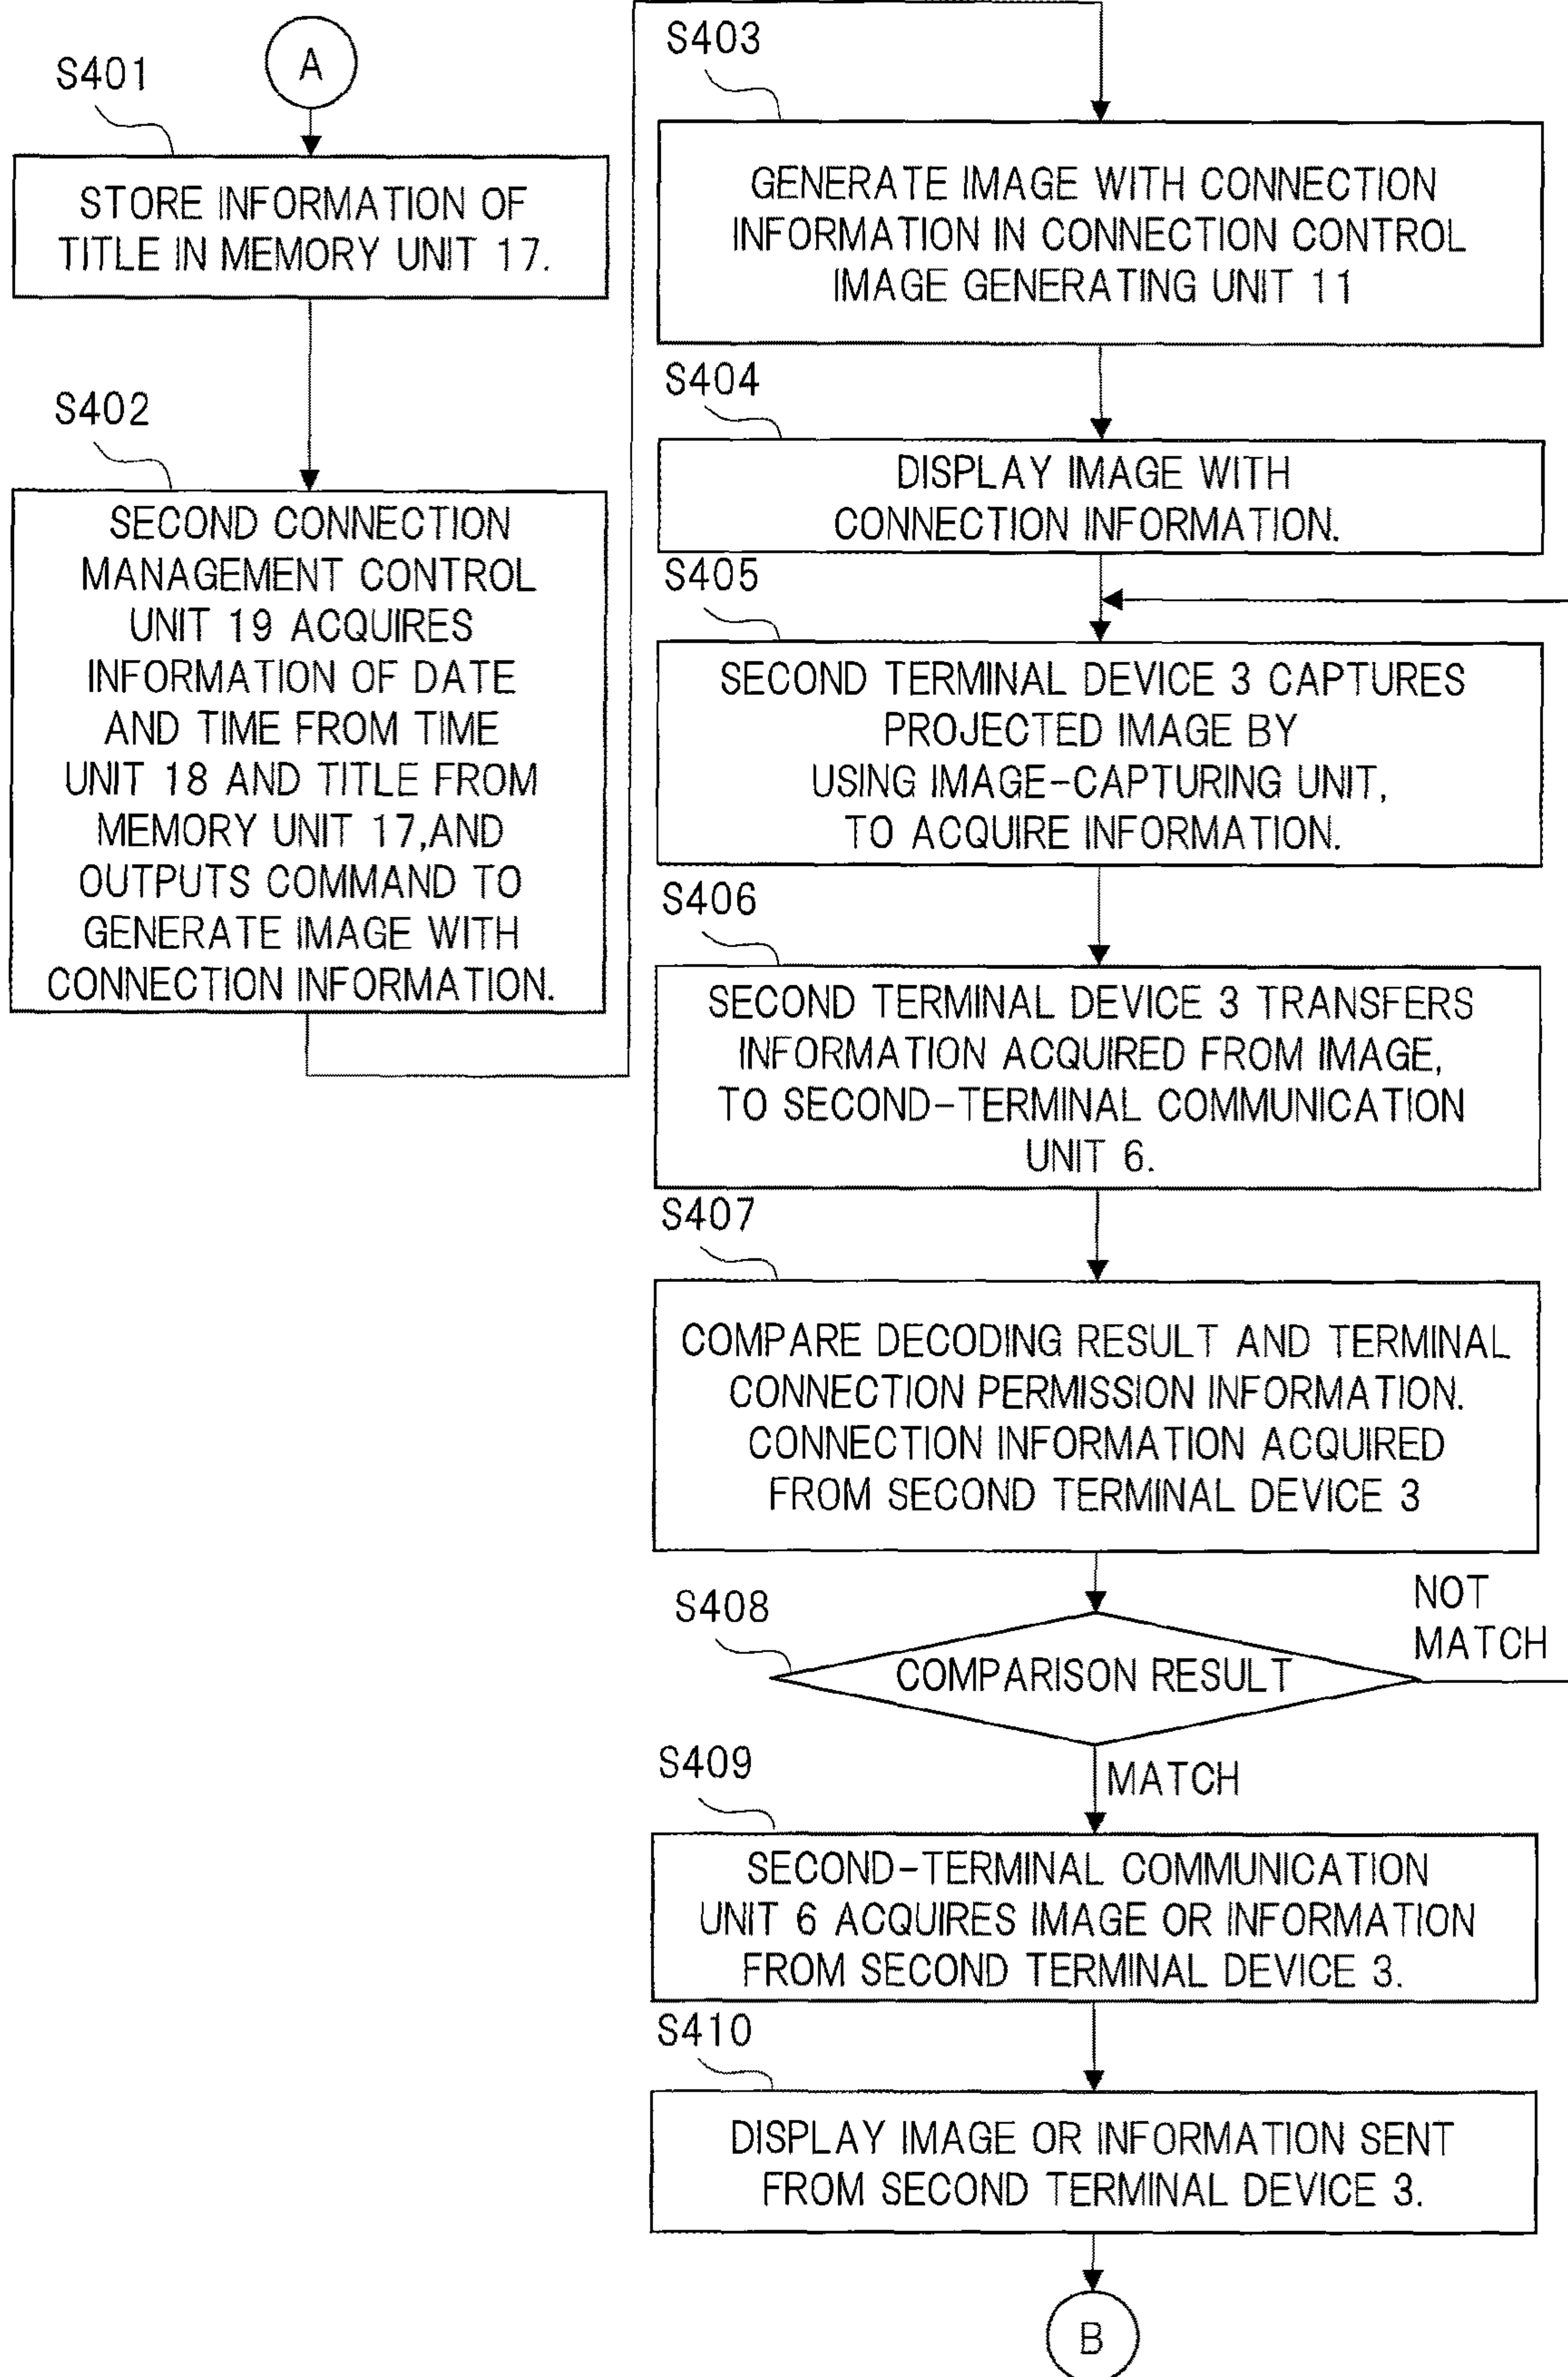 A
S401
STORE INFORMATION OF
TITLE IN MEMORY UNIT 17.
S402
SECOND CONNECTION
MANAGEMENT CONTROL
UNIT 19 ACQUIRES
INFORMATION OF DATE
AND TIME FROM TIME
UNIT 18 AND TITLE FROM
MEMORY UNIT 17,AND
OUTPUTS COMMAND TO
GENERATE IMAGE WITH
CONNECTION INFORMATION.
S403
GENERATE IMAGE WITH CONNECTION
INFORMATION IN CONNECTION CONTROL
IMAGE GENERATING UNIT 11
S404
DISPLAY IMAGE WITH
CONNECTION INFORMATION.
S405
SECOND TERMINAL DEVICE 3 CAPTURES
PROJECTED IMAGE BY
USING IMAGE-CAPTURING UNIT,
TO ACQUIRE INFORMATION.
S406
SECOND TERMINAL DEVICE 3 TRANSFERS
INFORMATION ACQUIRED FROM IMAGE,
TO SECOND-TERMINAL COMMUNICATION
UNIT 6.
S407
COMPARE DECODING RESULT AND TERMINAL
CONNECTION PERMISSION INFORMATION.
CONNECTION INFORMATION ACQUIRED
FROM SECOND TERMINAL DEVICE 3
S408
COMPARISON RESULT
NOT
MATCH
MATCH
S409
SECOND-TERMINAL COMMUNICATION
UNIT 6 ACQUIRES IMAGE OR INFORMATION
FROM SECOND TERMINAL DEVICE 3.
S410
DISPLAY IMAGE OR INFORMATION SENT
FROM SECOND TERMINAL DEVICE 3.
B